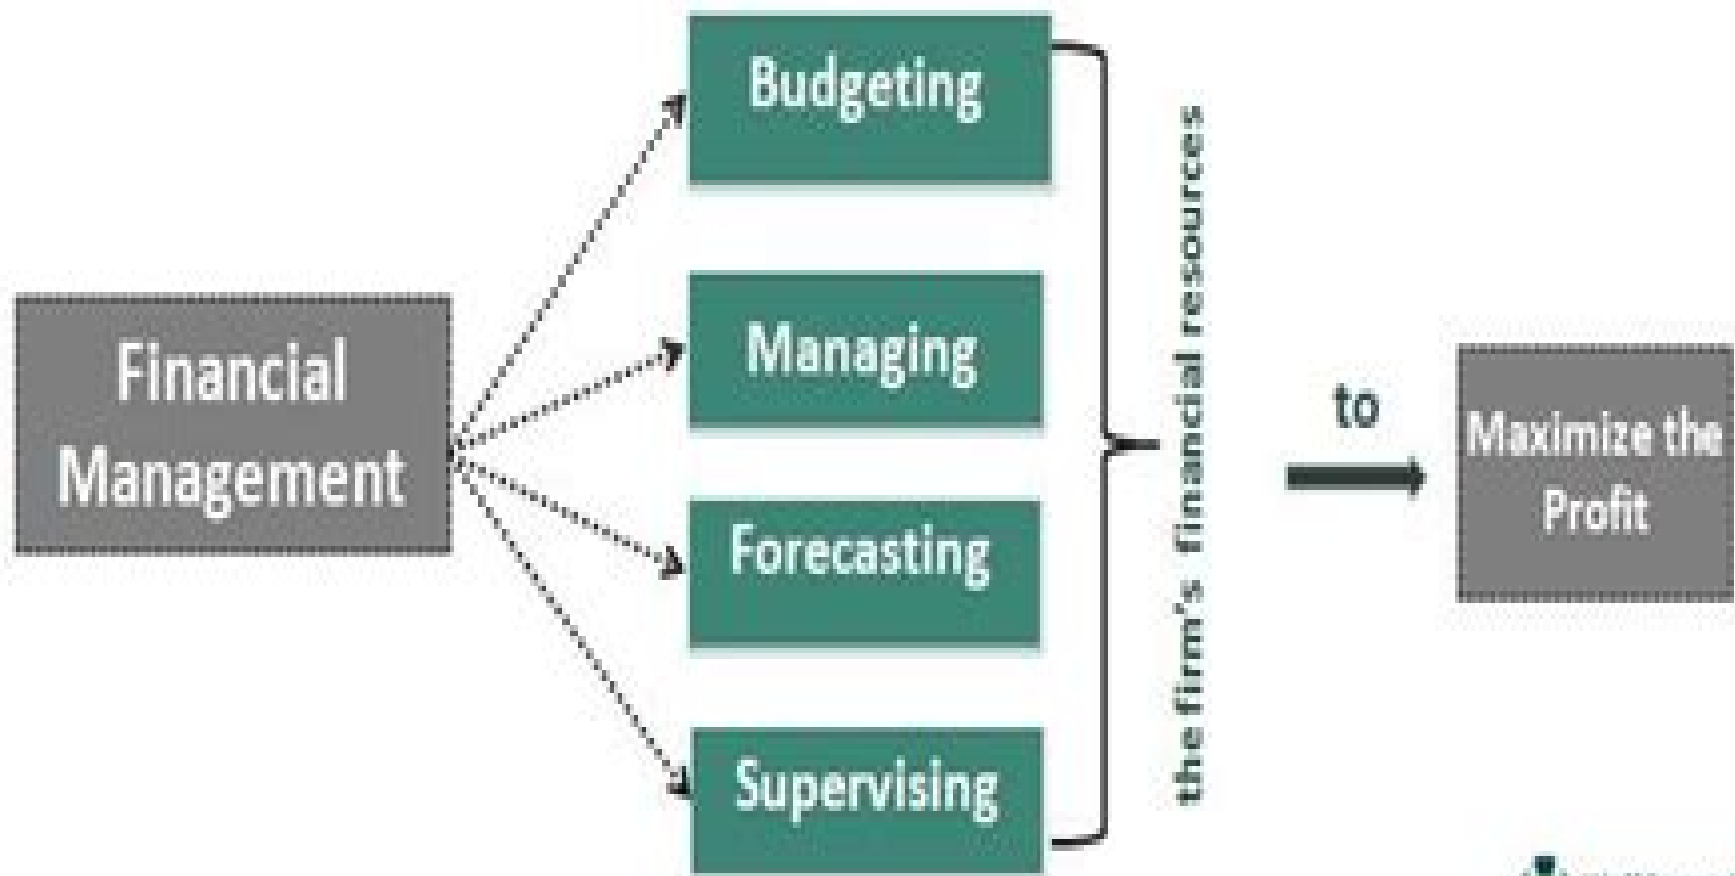 Financial
Management
Budgeting
Managing
Forecasting
Supervising
the firm's financial resources
to
Maximize the
Profit